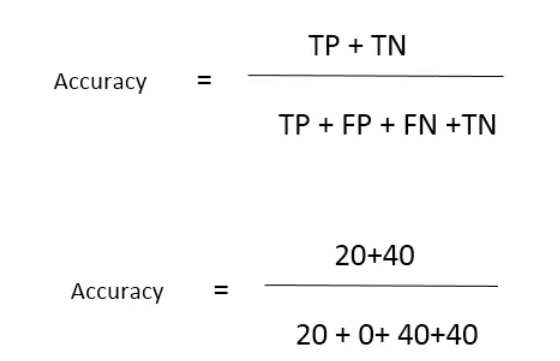 TP + TN
Accuracy =
TP + FP + FN +TN
20+40
Accuracy =
20 + 0+ 40+40